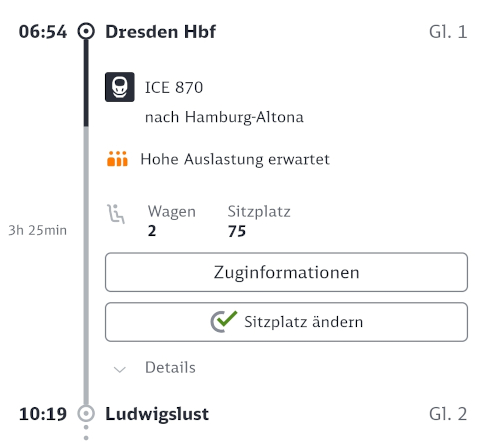 06:54 Dresden Hbf Gl. 1
ICE 870
nach Hamburg-Altona
Hohe Auslastung erwartet
Wagen Sitzplatz
3h 25min 2 75
Zuginformationen
Sitzplatz ändern
Details
10:19 Ludwigslust Gl. 2